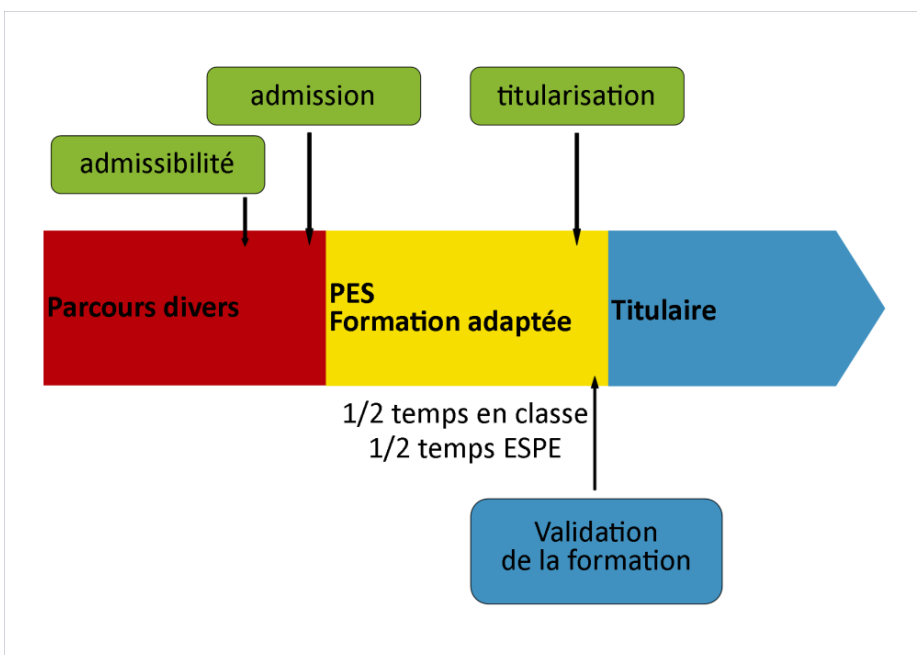 admission
titularisation
admissibilité
Parcours divers
PES
Formation adaptée
Titulaire
1/2 temps en classe
1/2 temps ESPE
Validation
de la formation